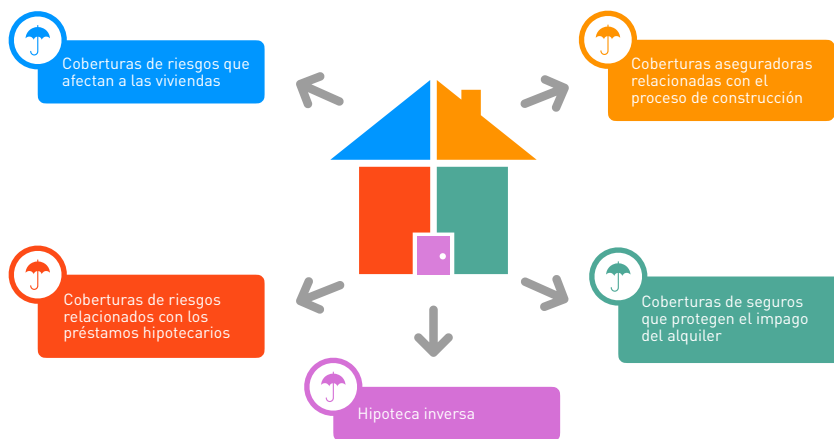 Coberturas de riesgos que
afectan a las viviendas
Coberturas aseguradoras
relacionadas con el
proceso de construcción
Coberturas de riesgos
relacionados con los
préstamos hipotecarios
Coberturas de seguros
que protegen el impago
del alquiler
Hipoteca inversa